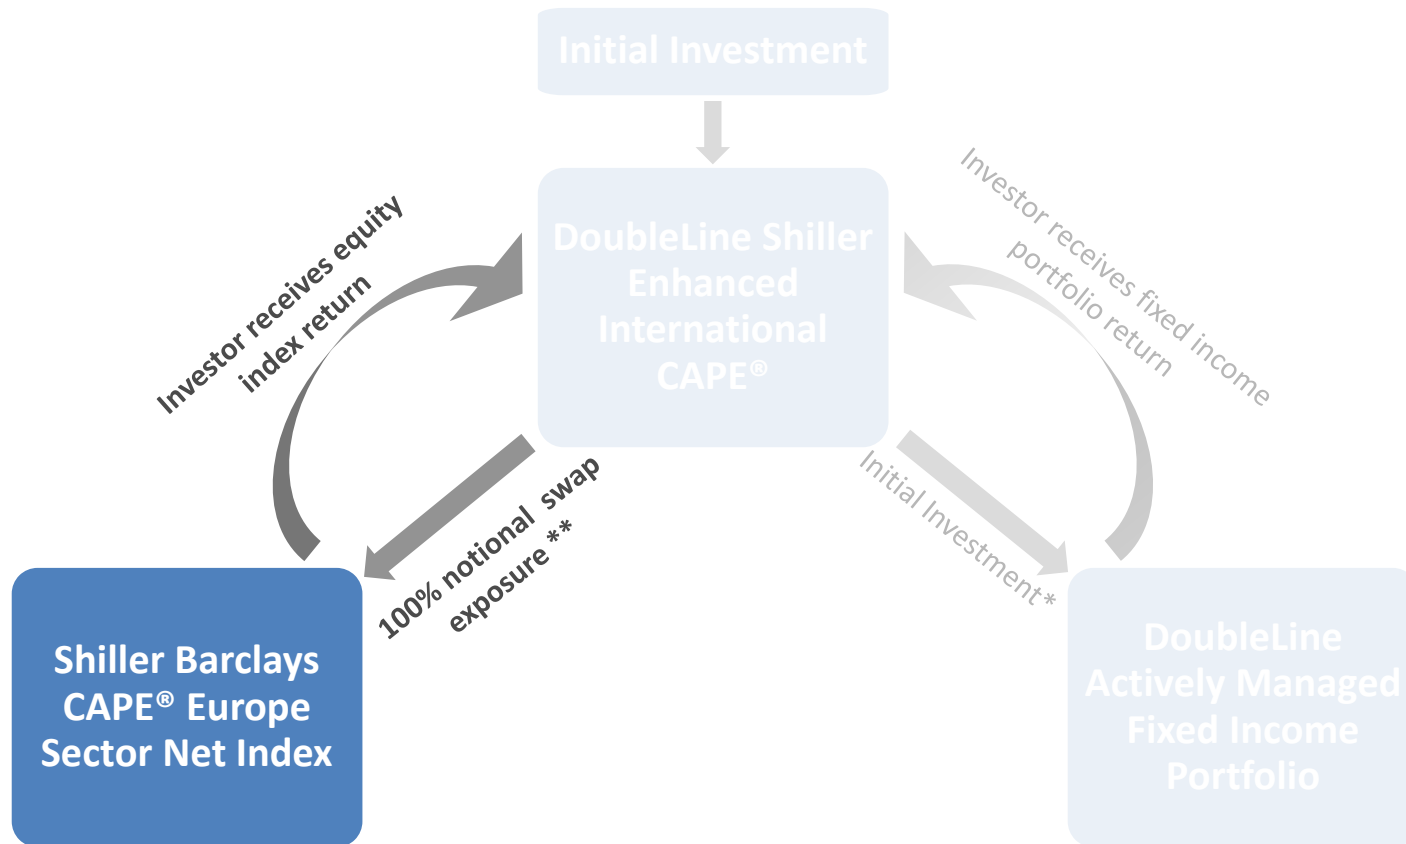 Initial Investment
DoubleLine Shiller
Enhanced
International
CAPE®
Investor receives equity
index return
Investor receives fixed income
portfolio return
100% notional swap
exposure **
Initial Investment*
Shiller Barclays
CAPE® Europe
Sector Net Index
DoubleLine
Actively Managed
Fixed Income
Portfolio